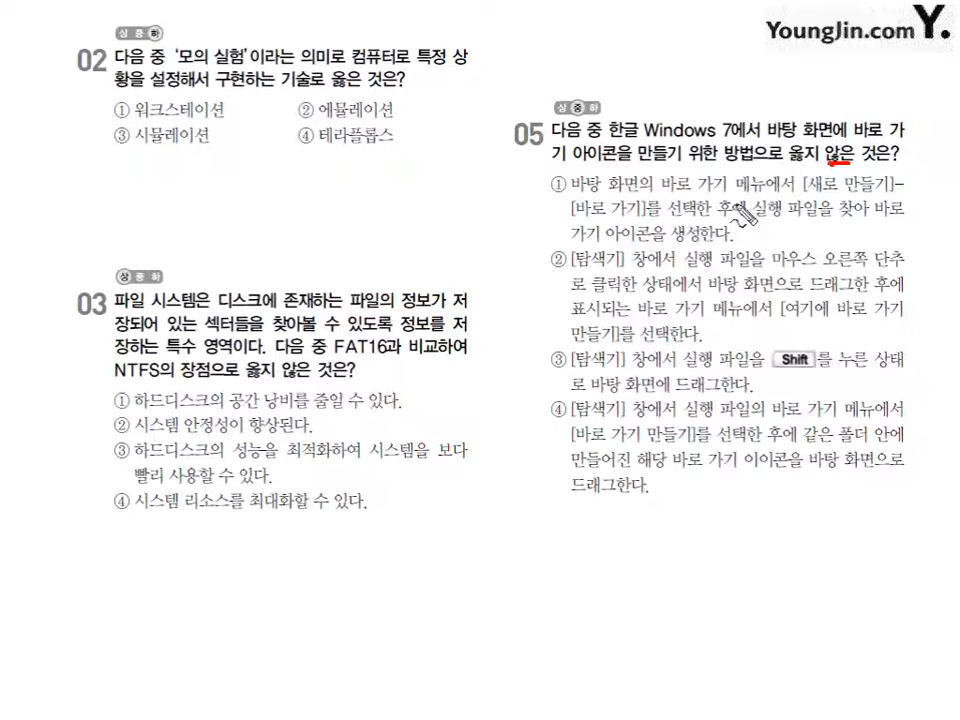 YoungJin.com Y.
상 중 하
02 다음 중 '모의 실험'이라는 의미로 컴퓨터로 특정 상
황을 설정해서 구현하는 기술로 옳은 것은?
① 워크스테이션 ② 에뮬레이션
③ 시뮬레이션 ④ 테라플롭스
상 중 하
03 파일 시스템은 디스크에 존재하는 파일의 정보가 저
장되어 있는 섹터들을 찾아볼 수 있도록 정보를 저
장하는 특수 영역이다. 다음 중 FAT16과 비교하여
NTFS의 장점으로 옳지 않은 것은?
① 하드디스크의 공간 낭비를 줄일 수 있다.
② 시스템 안정성이 향상된다.
③ 하드디스크의 성능을 최적화하여 시스템을 보다
빨리 사용할 수 있다.
④ 시스템 리소스를 최대화할 수 있다.
상 중 하
05 다음 중 한글 Windows 7에서 바탕 화면에 바로 가
기 아이콘을 만들기 위한 방법으로 옳지 않은 것은?
① 바탕 화면의 바로 가기 메뉴에서 [새로 만들기]-
[바로 가기]를 선택한 후에 실행 파일을 찾아 바로
가기 아이콘을 생성한다.
② [탐색기] 창에서 실행 파일을 마우스 오른쪽 단추
로 클릭한 상태에서 바탕 화면으로 드래그한 후에
표시되는 바로 가기 메뉴에서 [여기에 바로 가기
만들기]를 선택한다.
③ [탐색기] 창에서 실행 파일을 Shift 를 누른 상태
로 바탕 화면에 드래그한다.
④ [탐색기] 창에서 실행 파일의 바로 가기 메뉴에서
[바로 가기 만들기]를 선택한 후에 같은 폴더 안에
만들어진 해당 바로 가기 이이콘을 바탕 화면으로
드래그한다.